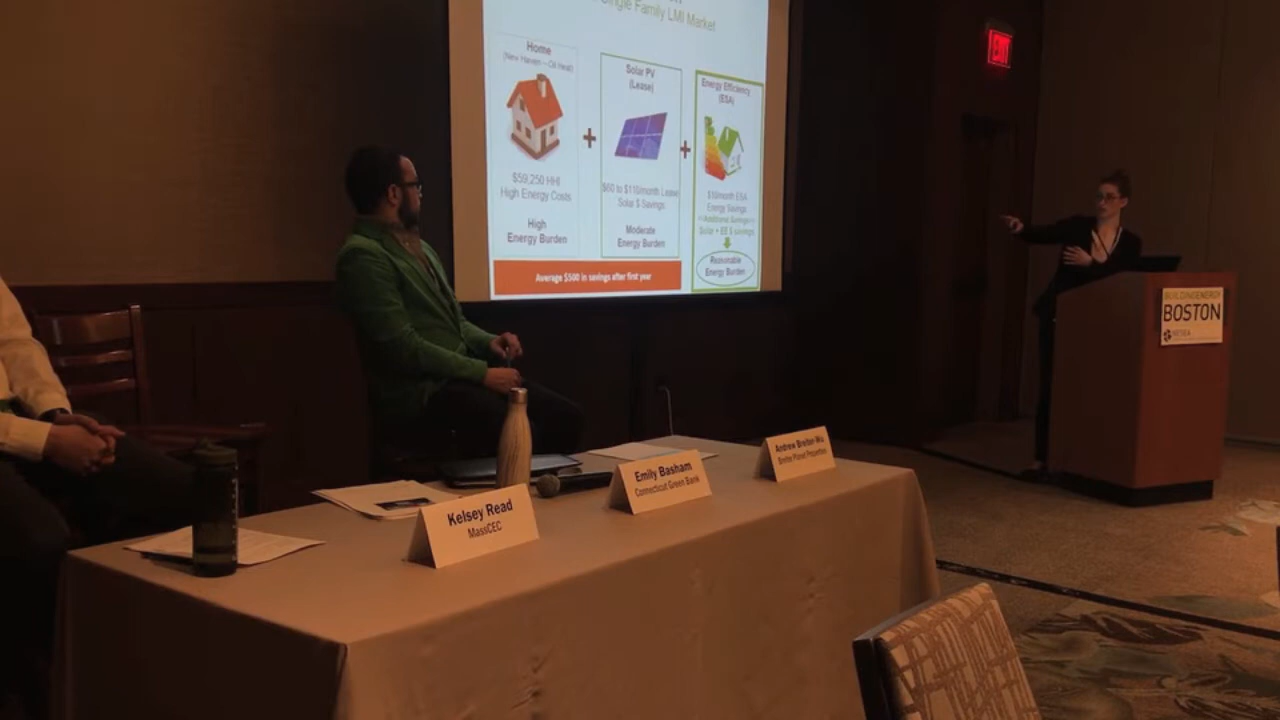 Single Family LMI Market
Home
(New Haven – Oil Heat)
$59,250 HHI
High Energy Costs
High
Energy Burden
+
Solar PV
(Lease)
$60 to $110/month Lease
Solar $ Savings
Moderate
Energy Burden
+
Energy Efficiency
(ESA)
ESA
Energy Savings
Solar + EE $ savings
Reasonable
Energy Burden
Average $500 in savings after first year
EXIT
BUILDINGENERGY
BOSTON
NESEA
Kelsey Read
MassCEC
Emily Basham
Connecticut Green Bank
Andrew Breiter-Wu